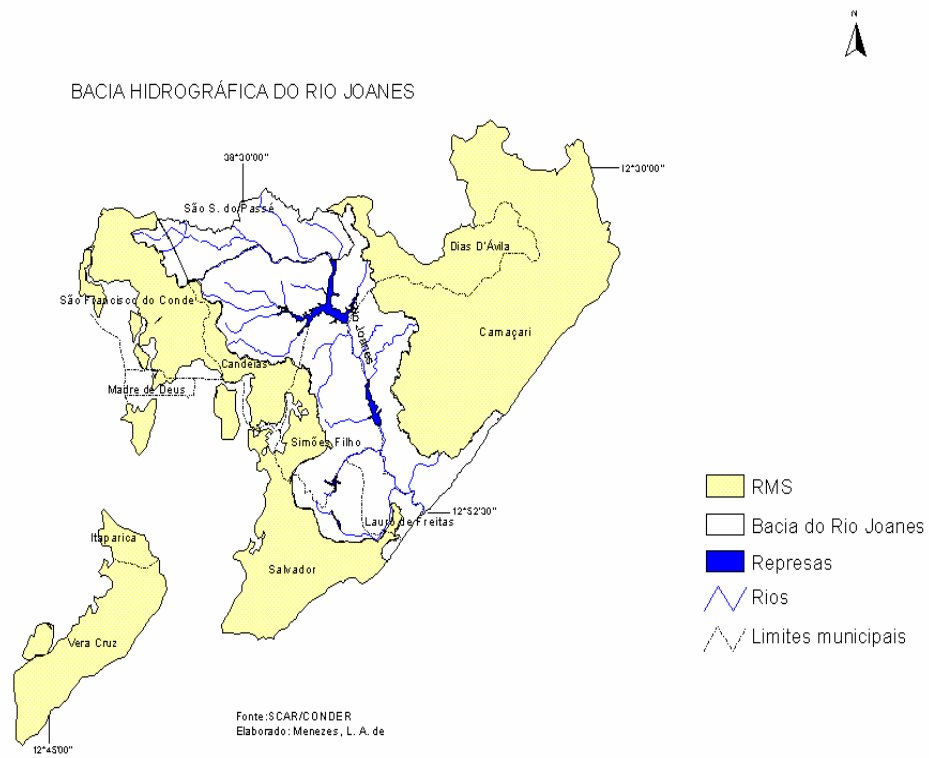 N
BACIA HIDROGRÁFICA DO RIO JOANES
38°30'00"
12°30'00"
São S. do Passé
Dias D'Ávila
São Francisco do Conde
Rio Joanes
Camaçari
Candeias
Madre de Deus
Simões Filho
RMS
12°52'30"
Lauro de Freitas
Bacia do Rio Joanes
Itaparica
Represas
Salvador
Rios
Vera Cruz
Limites municipais
Fonte:SCAR/CONDER
Elaborado: Menezes, L. A. de
12°45'00"